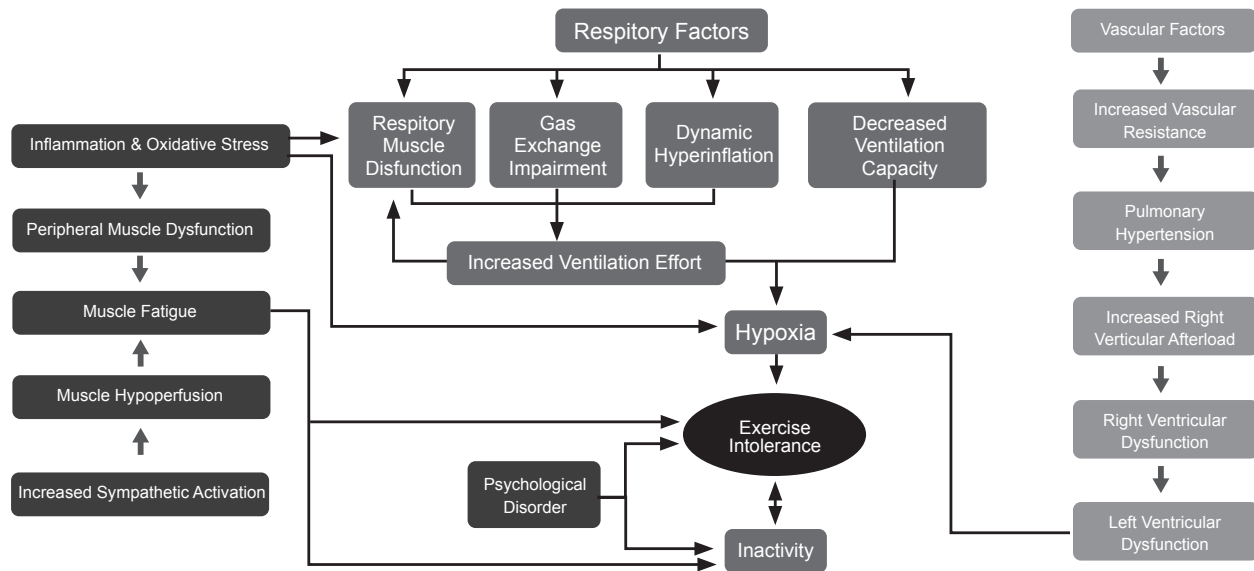 Respitory Factors
Vascular Factors
Respitory
Muscle
Disfunction
Gas
Exchange
Impairment
Dynamic
Hyperinflation
Decreased
Ventilation
Capacity
Increased Vascular
Resistance
Inflammation & Oxidative Stress
Peripheral Muscle Dysfunction
Pulmonary
Hypertension
Increased Ventilation Effort
Muscle Fatigue
Hypoxia
Increased Right
Verticular Afterload
Muscle Hypoperfusion
Exercise
Intolerance
Right Ventricular
Dysfunction
Increased Sympathetic Activation
Psychological
Disorder
Inactivity
Left Ventricular
Dysfunction